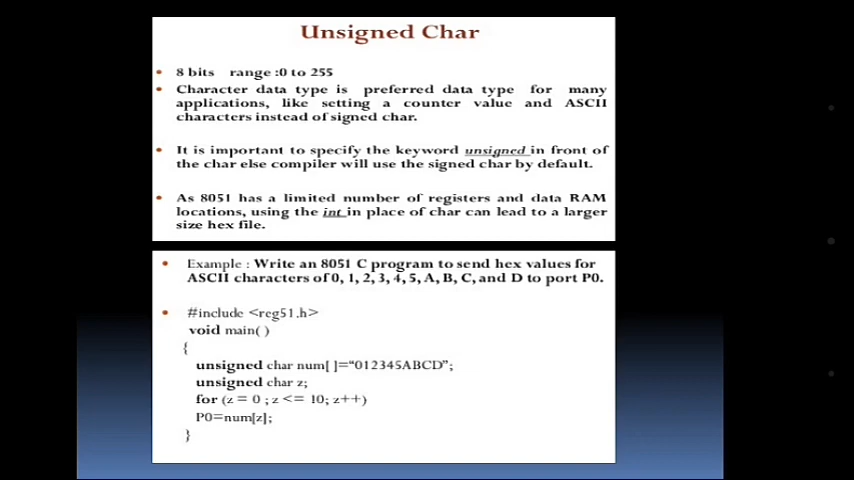 Unsigned Char
• 8 bits range :0 to 255
• Character data type is preferred data type for many
applications, like setting a counter value and ASCII
characters instead of signed char.
• It is important to specify the keyword unsigned in front of
the char else compiler will use the signed char by default.
• As 8051 has a limited number of registers and data RAM
locations, using the int in place of char can lead to a larger
size hex file.
• Example : Write an 8051 C program to send hex values for
ASCII characters of 0, 1, 2, 3, 4, 5, A, B, C, and D to port P0.
• #include <reg51.h>
void main( )
{
unsigned char num[ ]=“012345ABCD”;
unsigned char z;
for (z = 0 ; z <= 10; z++)
P0=num[z];
}